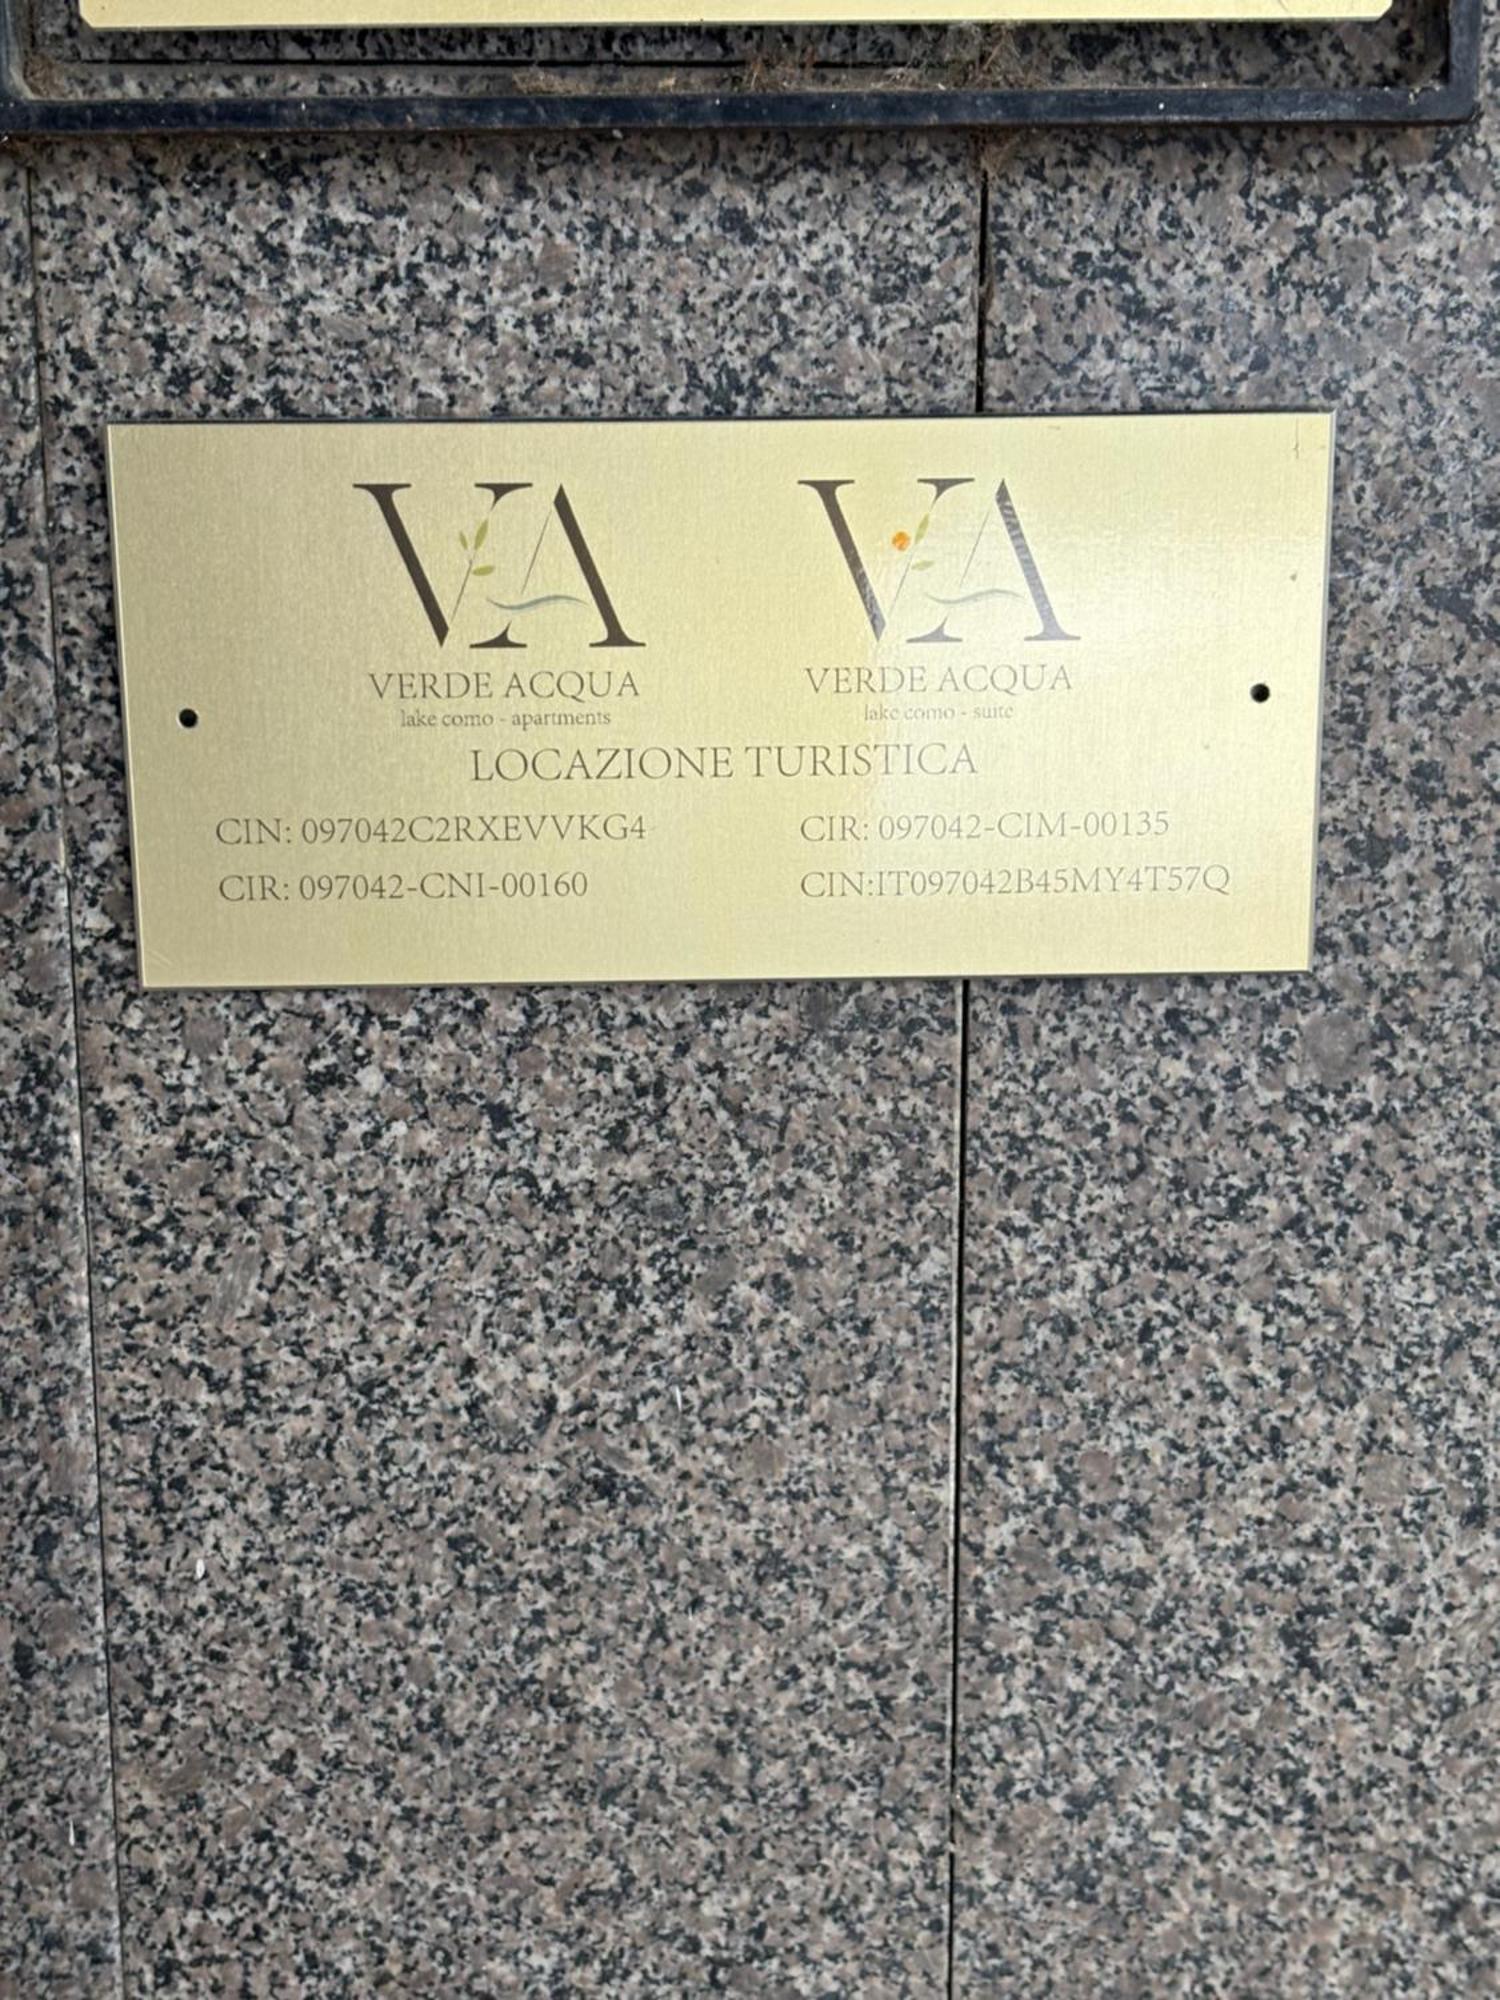 VA
VERDE ACQUA
lake como - apartments
VA
VERDE ACQUA
lake como - suite
LOCAZIONE TURISTICA
CIN: 097042C2RXEVVKG4
CIR: 097042-CNI-00160
CIR: 097042-CIM-00135
CIN:IT097042B45MY4T57Q